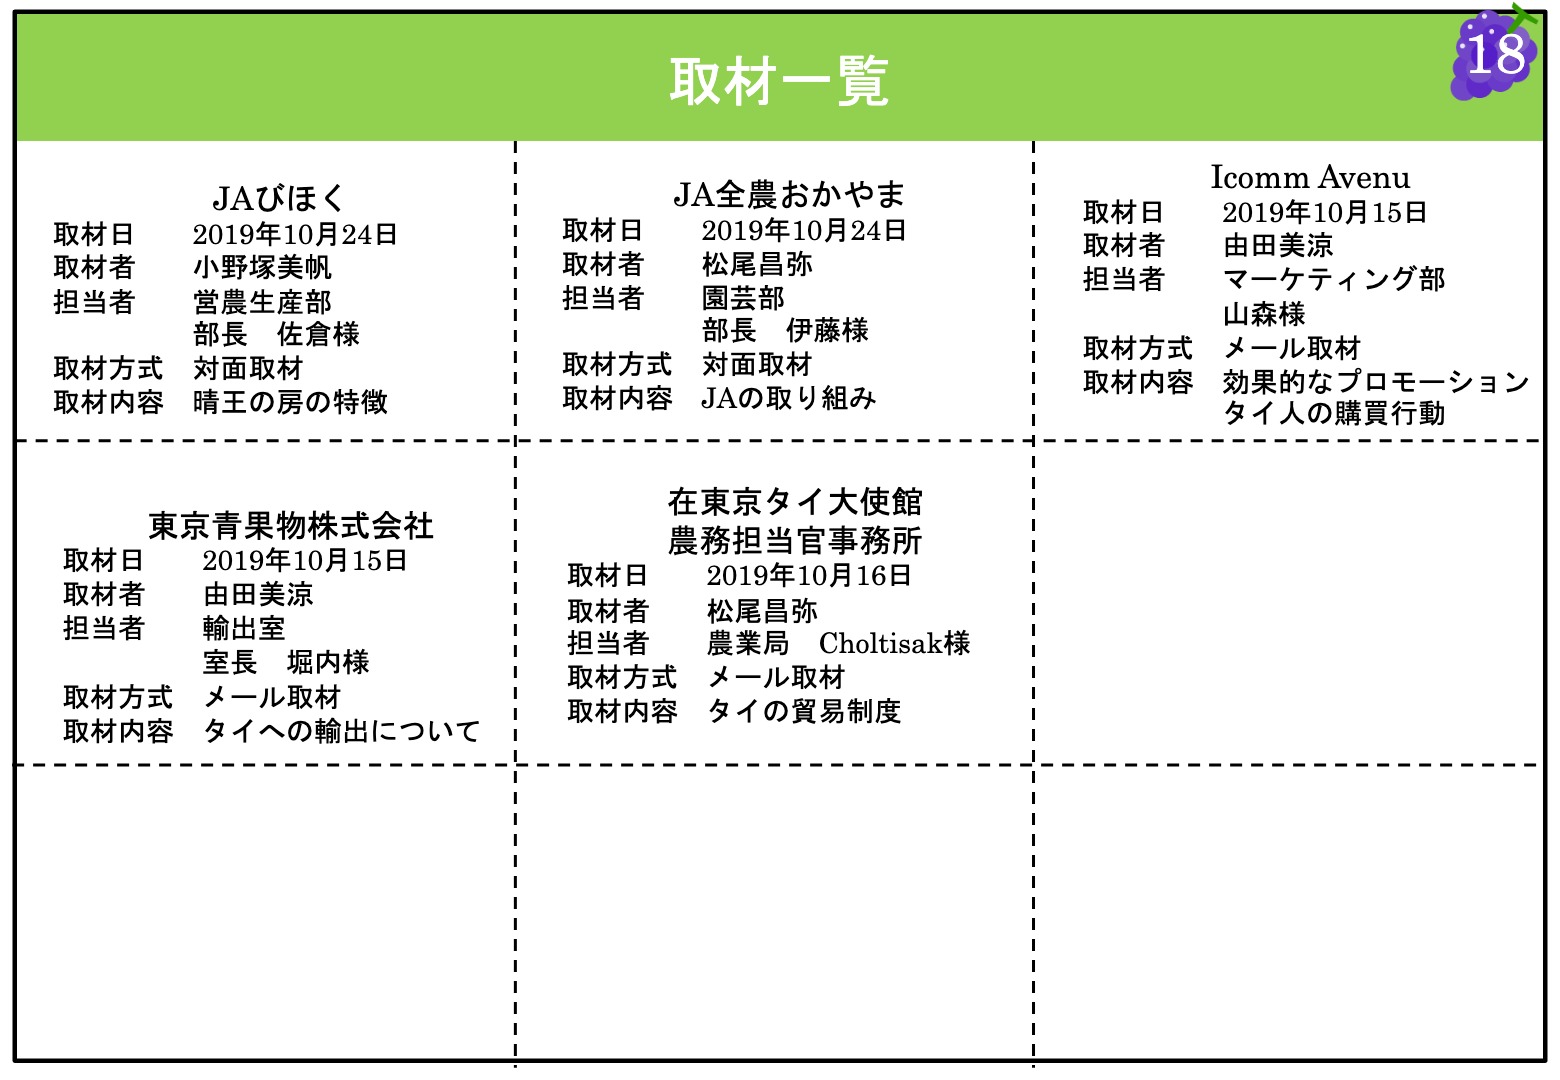 取材一覧
18
JAびほく
取材日 2019年10月24日
取材者 小野塚美帆
担当者 営農生産部
部長 佐倉様
取材方式 対面取材
取材内容 晴王の房の特徴
JA全農おかやま
取材日 2019年10月24日
取材者 松尾昌弥
担当者 園芸部
部長 伊藤様
取材方式 対面取材
取材内容 JAの取り組み
Icomm Avenu
取材日 2019年10月15日
取材者 由田美涼
担当者 マーケティング部
山森様
取材方式 メール取材
取材内容 効果的なプロモーション
タイ人の購買行動
東京青果物株式会社
取材日 2019年10月15日
取材者 由田美涼
担当者 輸出室
室長 堀内様
取材方式 メール取材
取材内容 タイへの輸出について
在東京タイ大使館
農務担当官事務所
取材日 2019年10月16日
取材者 松尾昌弥
担当者 農業局 Choltisak様
取材方式 メール取材
取材内容 タイの貿易制度